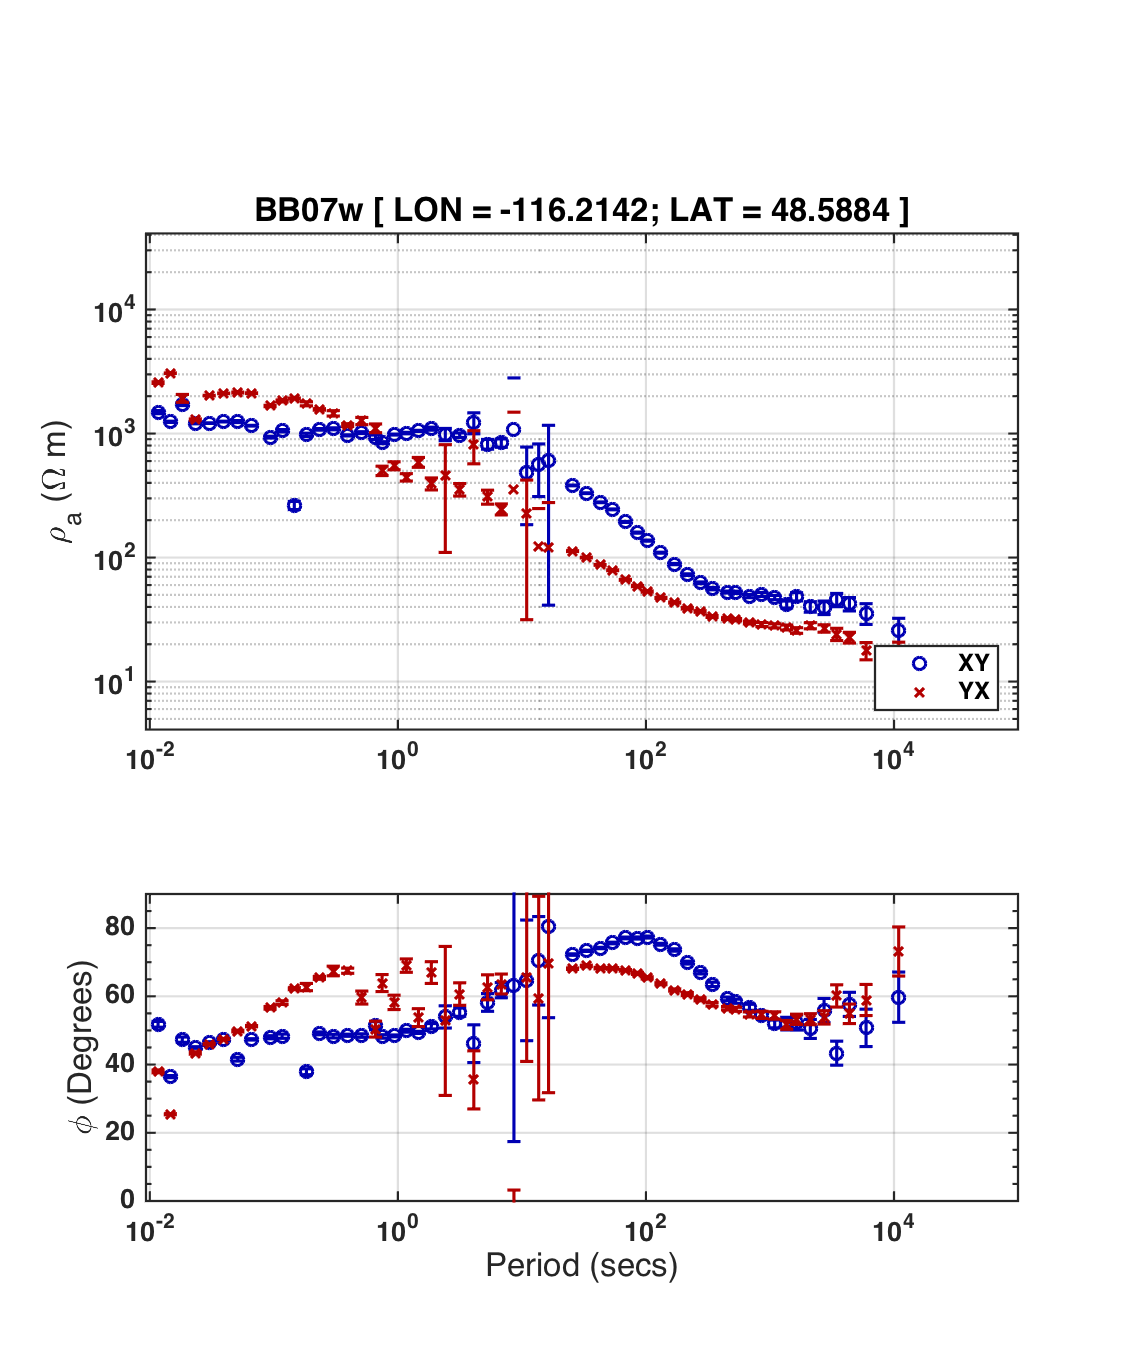 BB07w [ LON = -116.2142; LAT = 48.5884 ]
ρa (Ω m)
10^4
10^3
10^2
10^1
XY
YX
10^-2 10^0 10^2 10^4
ϕ (Degrees)
80
60
40
20
0
10^-2 10^0 10^2 10^4
Period (secs)